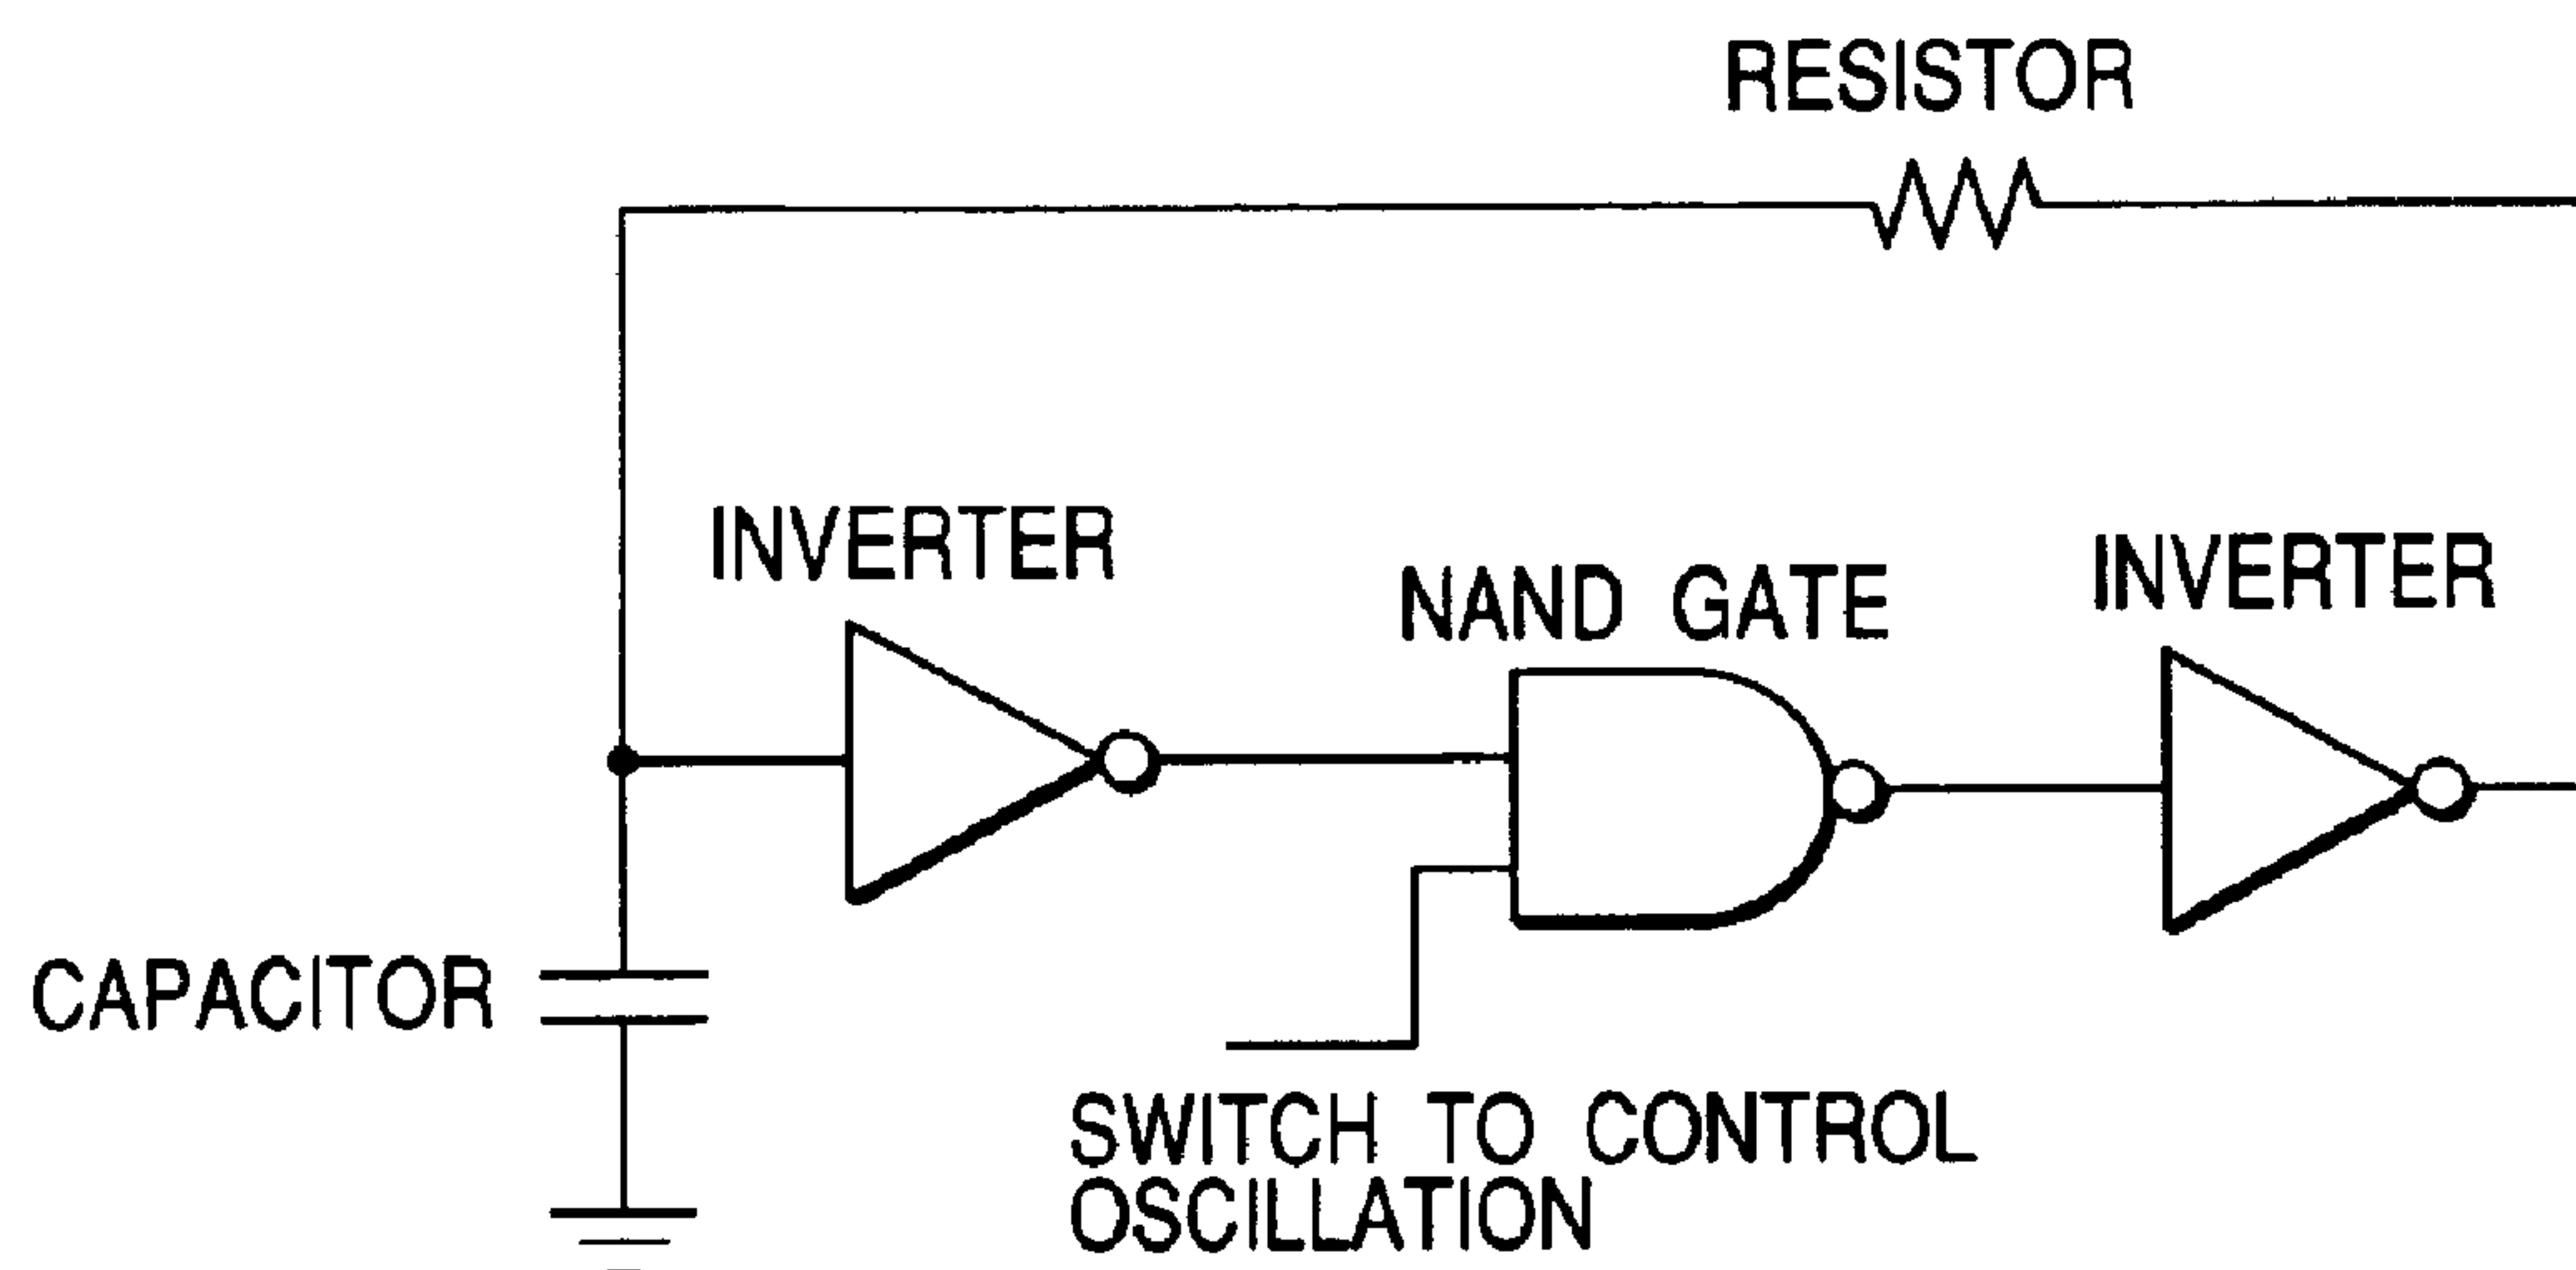 RESISTOR
INVERTER
NAND GATE
INVERTER
CAPACITOR
SWITCH TO CONTROL
OSCILLATION